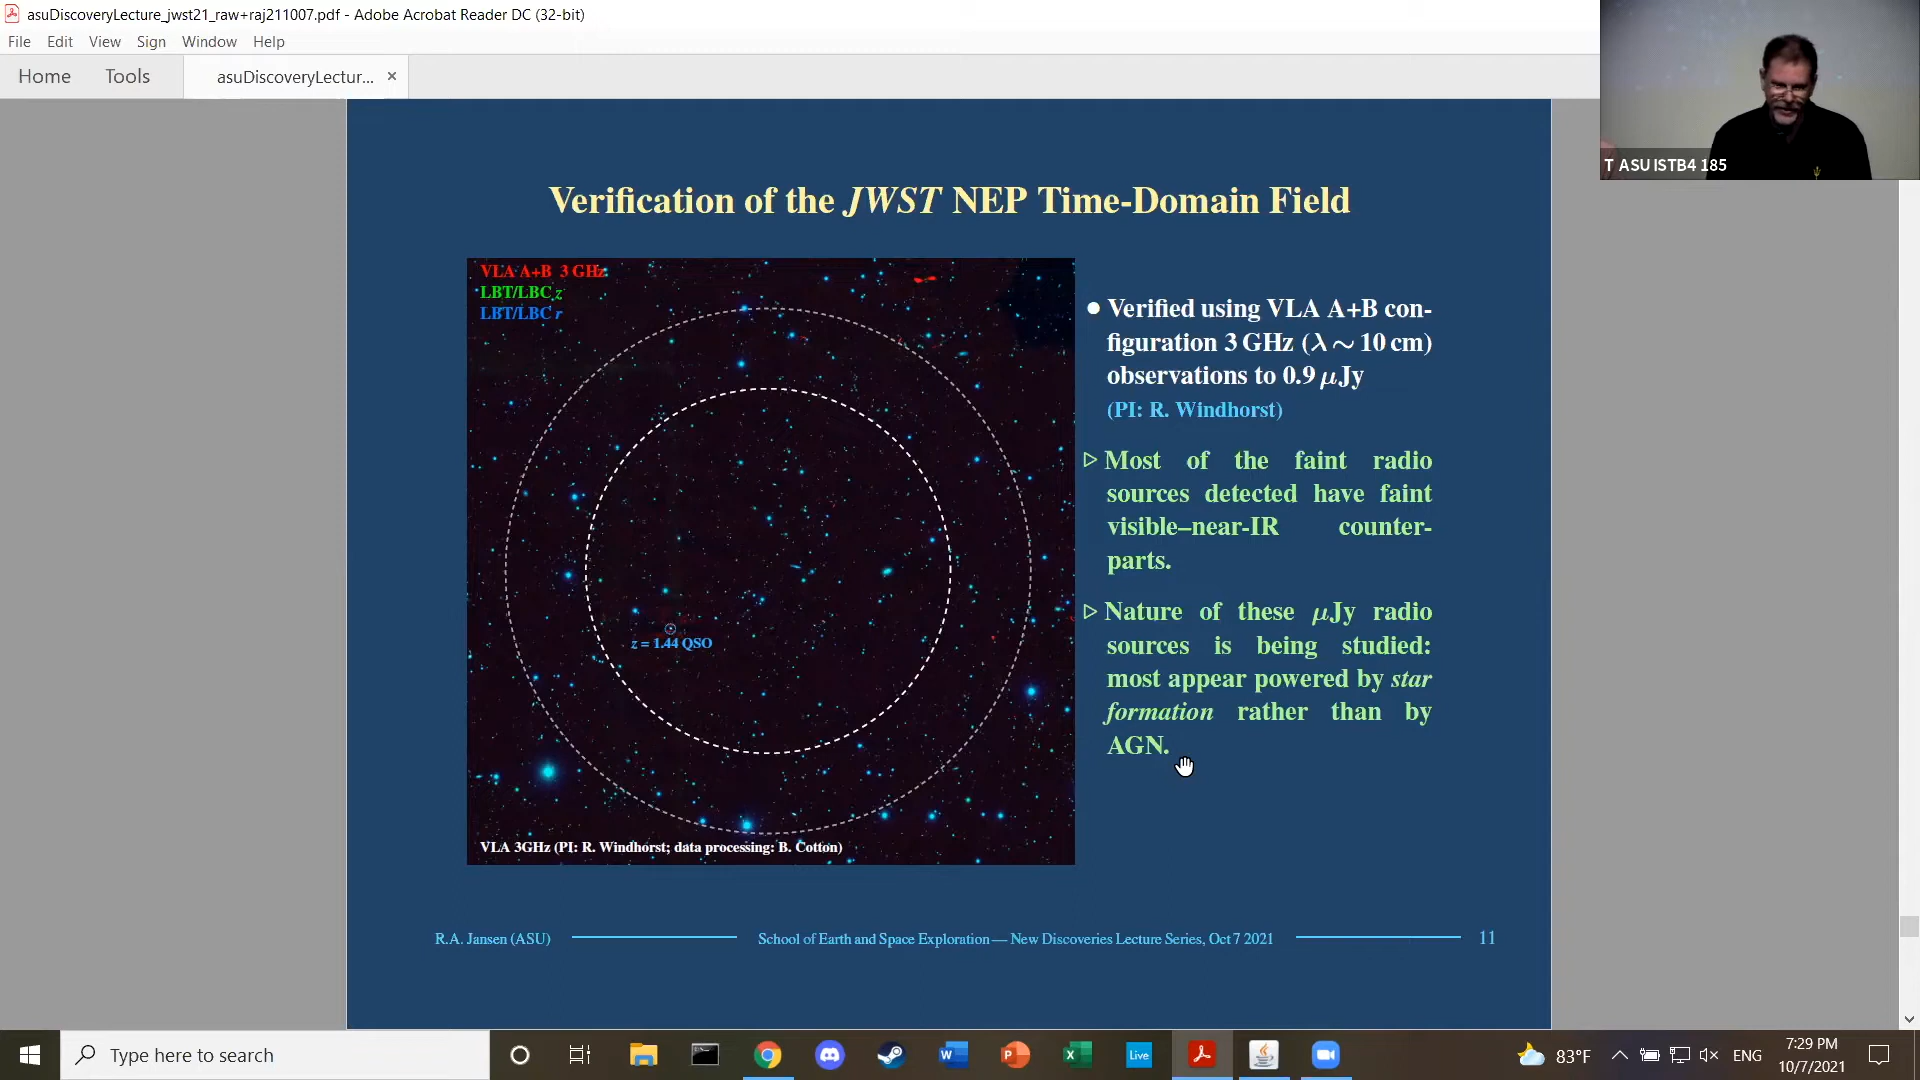 asuDiscoveryLecture_jwst21_raw+raj211007.pdf - Adobe Acrobat Reader DC (32-bit)
File Edit View Sign Window Help
Home Tools asuDiscoveryLectur... ×
T ASU ISTB4 185
Verification of the JWST NEP Time-Domain Field
VLA A+B 3 GHz
LBT/LBC z
LBT/LBC r
z = 1.44 QSO
VLA 3GHz (PI: R. Windhorst; data processing: B. Cotton)
● Verified using VLA A+B con-
figuration 3 GHz (λ ∼ 10 cm)
observations to 0.9 μJy
(PI: R. Windhorst)
▷ Most of the faint radio
sources detected have faint
visible–near-IR counter-
parts.
▷ Nature of these μJy radio
sources is being studied:
most appear powered by star
formation rather than by
AGN.
R.A. Jansen (ASU) School of Earth and Space Exploration — New Discoveries Lecture Series, Oct 7 2021 11
Type here to search
Live
83°F
ENG
7:29 PM
10/7/2021